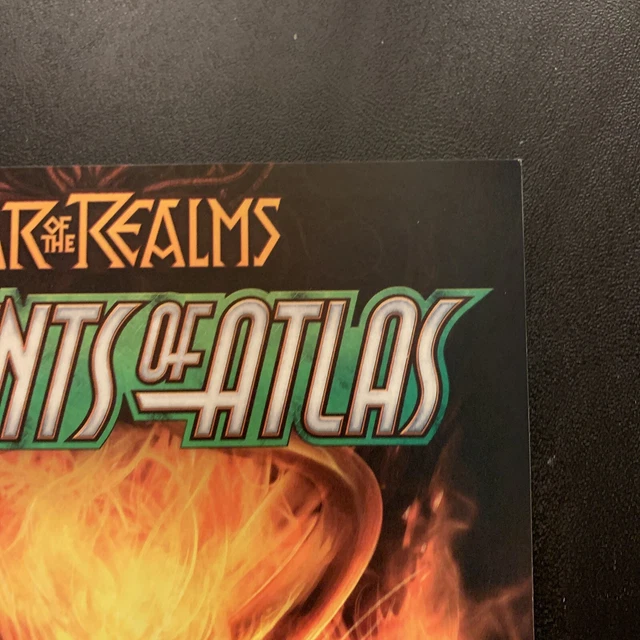 AR OF THE REALMS
NTS OF ATLAS